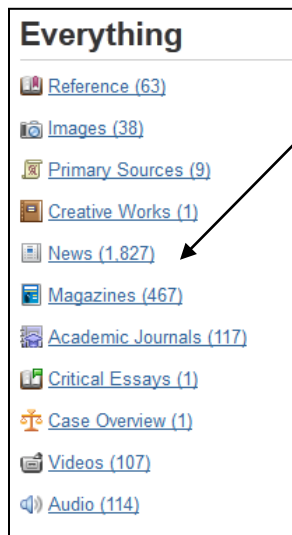 Everything
Reference (63)
Images (38)
Primary Sources (9)
Creative Works (1)
News (1,827)
Magazines (467)
Academic Journals (117)
Critical Essays (1)
Case Overview (1)
Videos (107)
Audio (114)